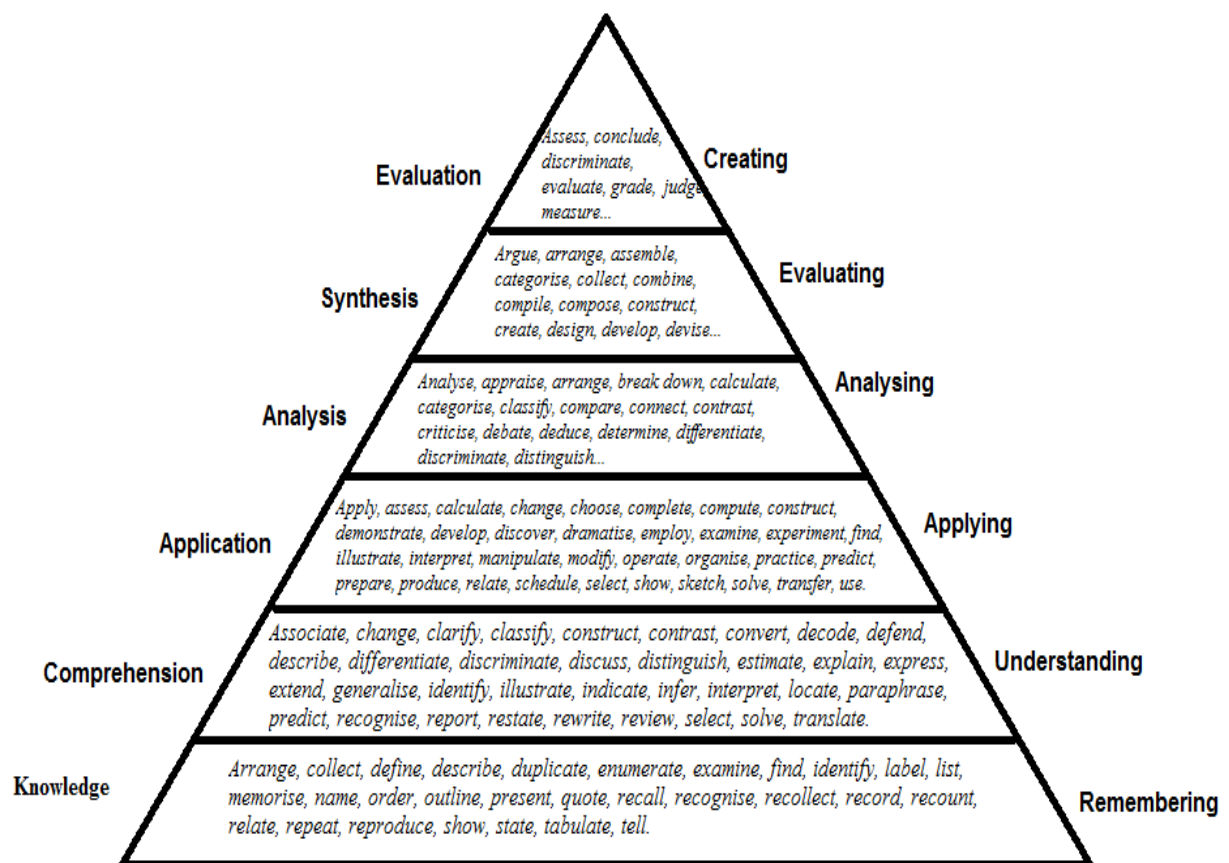 Assess, conclude,
discriminate,
evaluate, grade, judge
measure...
Evaluation
Creating
Argue, arrange, assemble,
categorise, collect, combine,
compile, compose, construct,
create, design, develop, devise...
Synthesis
Evaluating
Analyse, appraise, arrange, break down, calculate,
categorise, classify, compare, connect, contrast,
criticise, debate, deduce, determine, differentiate,
discriminate, distinguish...
Analysis
Analysing
Apply, assess, calculate, change, choose, complete, compute, construct,
demonstrate, develop, discover, dramatise, employ, examine, experiment, find,
illustrate, interpret, manipulate, modify, operate, organise, practice, predict,
prepare, produce, relate, schedule, select, show, sketch, solve, transfer, use.
Application
Applying
Associate, change, clarify, classify, construct, contrast, convert, decode, defend,
describe, differentiate, discriminate, discuss, distinguish, estimate, explain, express,
extend, generalise, identify, illustrate, indicate, infer, interpret, locate, paraphrase,
predict, recognise, report, restate, rewrite, review, select, solve, translate.
Comprehension
Understanding
Arrange, collect, define, describe, duplicate, enumerate, examine, find, identify, label, list,
memorise, name, order, outline, present, quote, recall, recognise, recollect, record, recount,
relate, repeat, reproduce, show, state, tabulate, tell.
Knowledge
Remembering